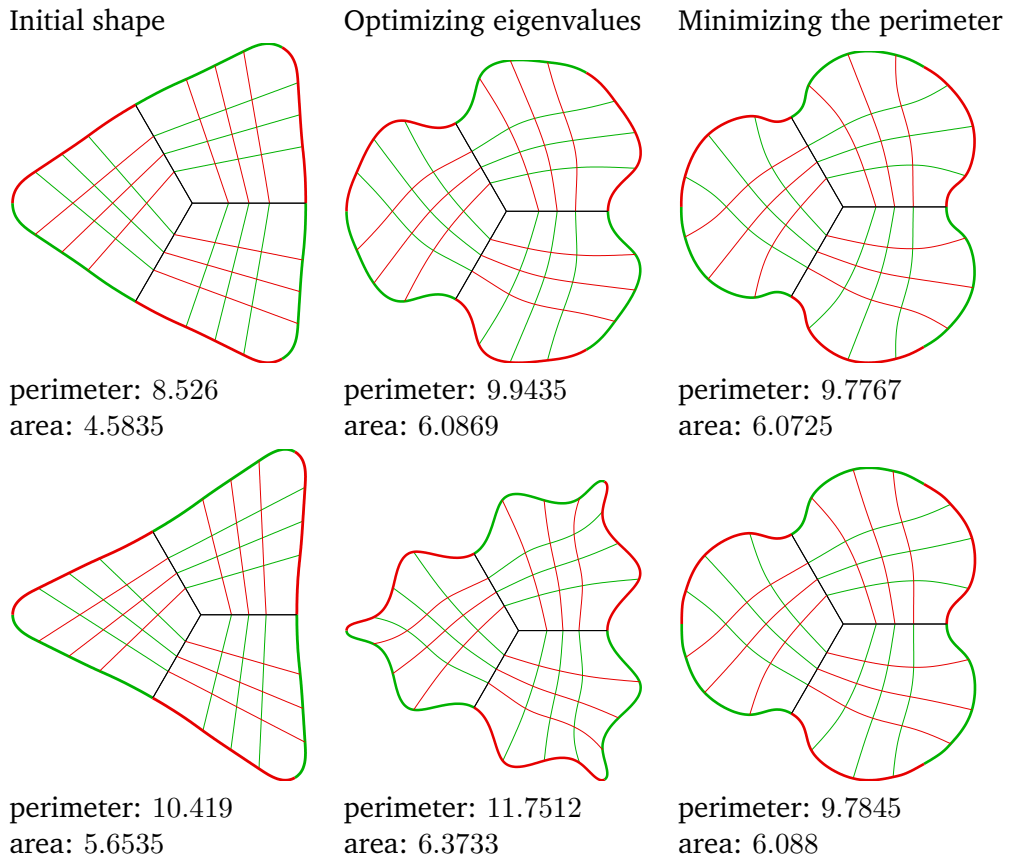 Initial shape
Optimizing eigenvalues
Minimizing the perimeter
perimeter: 8.526
area: 4.5835
perimeter: 9.9435
area: 6.0869
perimeter: 9.7767
area: 6.0725
perimeter: 10.419
area: 5.6535
perimeter: 11.7512
area: 6.3733
perimeter: 9.7845
area: 6.088